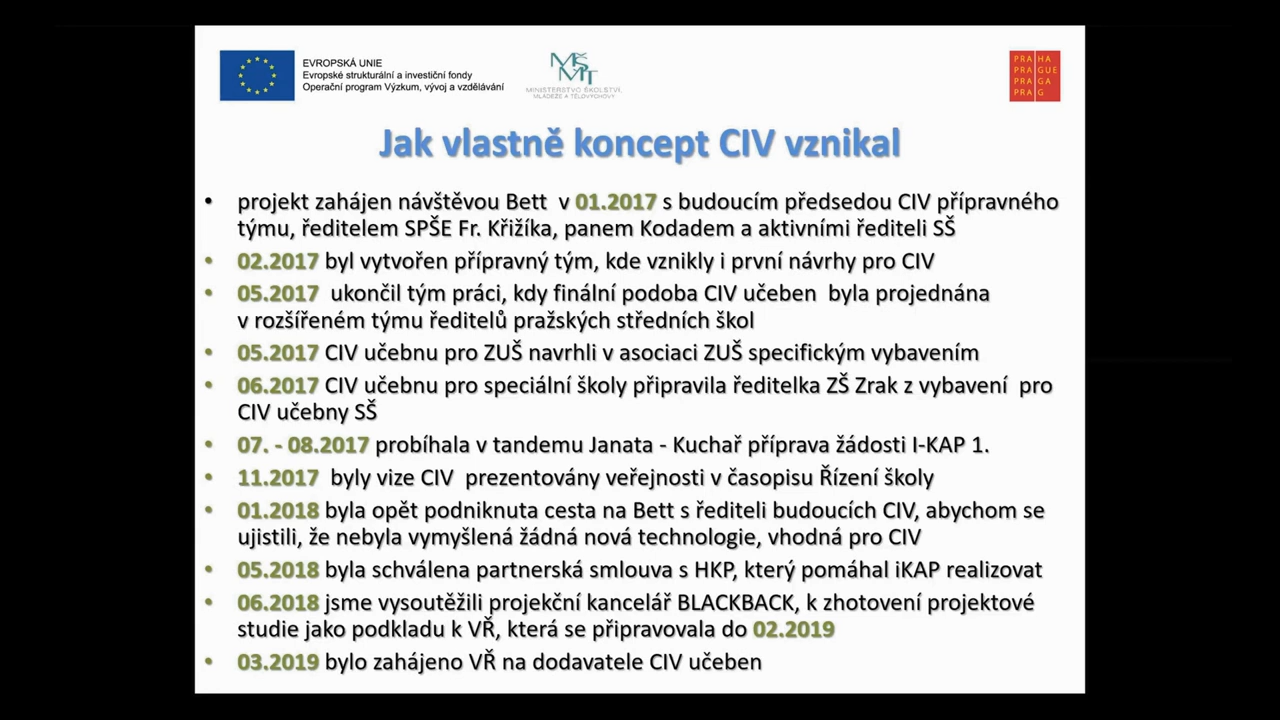 EVROPSKÁ UNIE
Evropské strukturální a investiční fondy
Operační program Výzkum, vývoj a vzdělávání
MŠMT
MINISTERSTVO ŠKOLSTVÍ,
MLÁDEŽE A TĚLOVÝCHOVY
PRA HA
PRA GUE
PRA GA
PRA G
Jak vlastně koncept CIV vznikal
• projekt zahájen návštěvou Bett v 01.2017 s budoucím předsedou CIV přípravného
týmu, ředitelem SPŠE Fr. Křižíka, panem Kodadem a aktivními řediteli SŠ
• 02.2017 byl vytvořen přípravný tým, kde vznikly i první návrhy pro CIV
• 05.2017 ukončil tým práci, kdy finální podoba CIV učeben byla projednána
v rozšířeném týmu ředitelů pražských středních škol
• 05.2017 CIV učebnu pro ZUŠ navrhli v asociaci ZUŠ specifickým vybavením
• 06.2017 CIV učebnu pro speciální školy připravila ředitelka ZŠ Zrak z vybavení pro
CIV učebny SŠ
• 07. - 08.2017 probíhala v tandemu Janata - Kuchař příprava žádosti I-KAP 1.
• 11.2017 byly vize CIV prezentovány veřejnosti v časopisu Řízení školy
• 01.2018 byla opět podniknuta cesta na Bett s řediteli budoucích CIV, abychom se
ujistili, že nebyla vymyšlená žádná nová technologie, vhodná pro CIV
• 05.2018 byla schválena partnerská smlouva s HKP, který pomáhal iKAP realizovat
• 06.2018 jsme vysoutěžili projekční kancelář BLACKBACK, k zhotovení projektové
studie jako podkladu k VŘ, která se připravovala do 02.2019
• 03.2019 bylo zahájeno VŘ na dodavatele CIV učeben